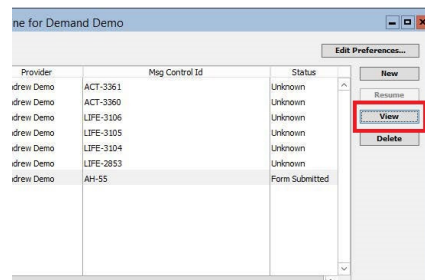 ne for Demand Demo
Edit Preferences...
Provider Msg Control Id Status
ndrew Demo ACT-3361 Unknown
ndrew Demo ACT-3360 Unknown
ndrew Demo LIFE-3106 Unknown
ndrew Demo LIFE-3105 Unknown
ndrew Demo LIFE-3104 Unknown
ndrew Demo LIFE-2853 Unknown
ndrew Demo AH-55 Form Submitted
New
Resume
View
Delete